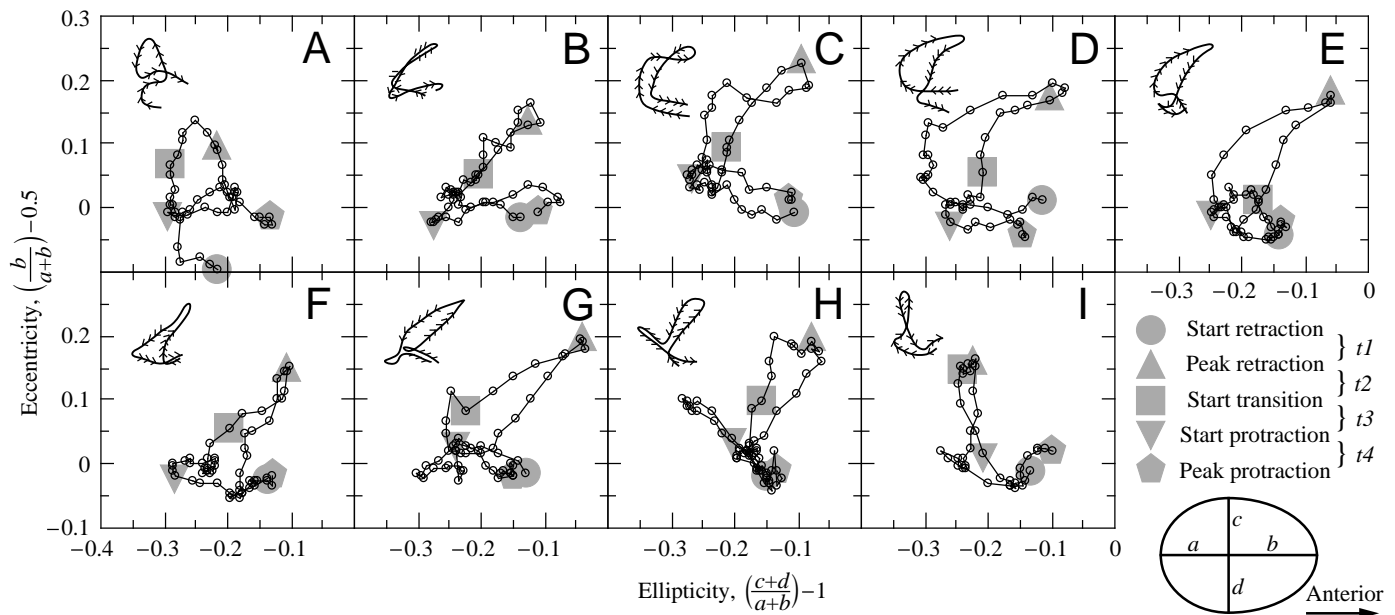 A
B
C
D
E
F
G
H
I
0.3
0.2
0.1
0
0.2
0.1
0
−0.1
Eccentricity, (b/a+b)−0.5
−0.3 −0.2 −0.1 0
Start retraction
Peak retraction
Start transition
Start protraction
Peak protraction
} t1
} t2
} t3
} t4
−0.4 −0.3 −0.2 −0.1
−0.3 −0.2 −0.1
−0.3 −0.2 −0.1
−0.3 −0.2 −0.1 0
Ellipticity, (c+d/a+b)−1
c
a b
d
Anterior